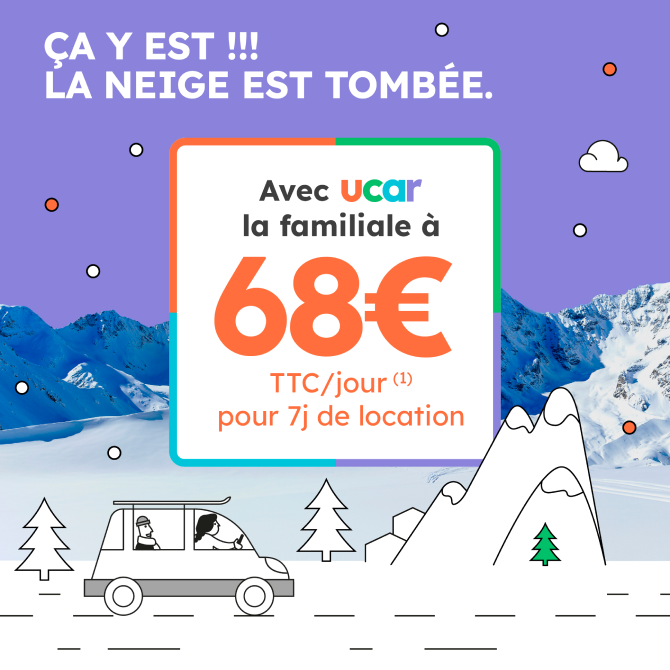 ÇA Y EST !!!
LA NEIGE EST TOMBÉE.
Avec ucar
la familiale à
68€
TTC/jour (1)
pour 7j de location